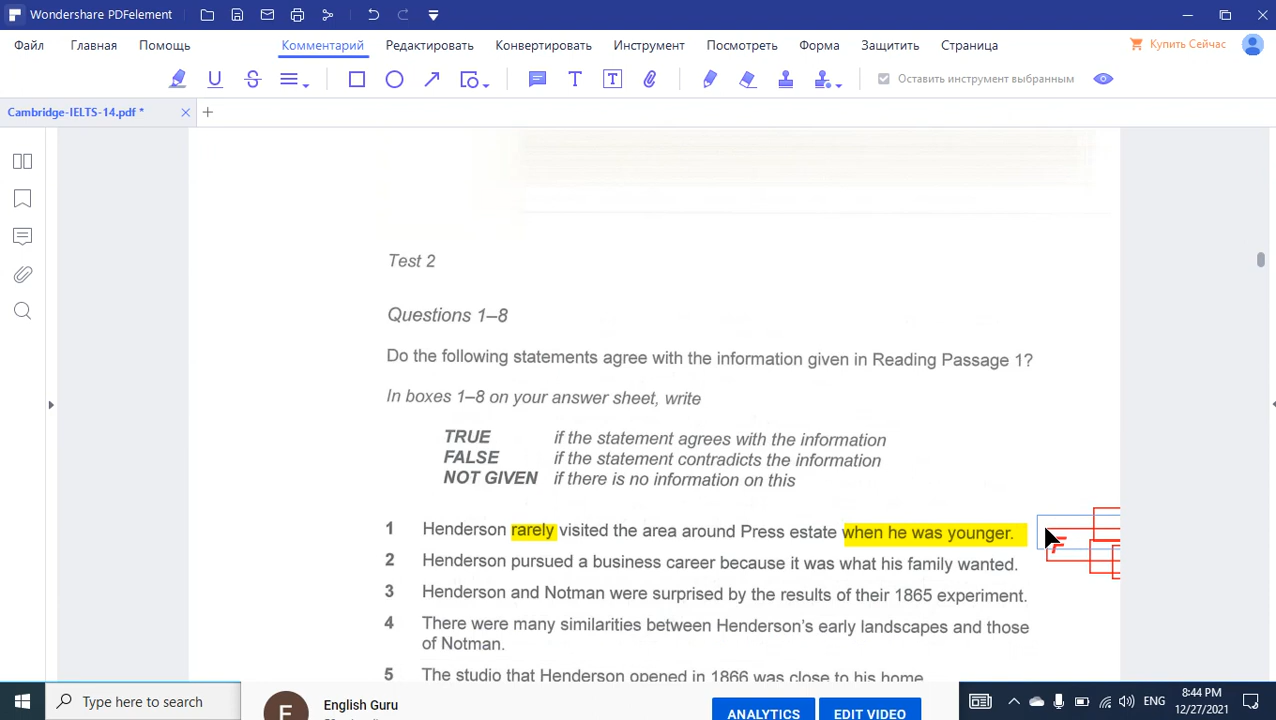 Wondershare PDFelement
Файл Главная Помощь Комментарий Редактировать Конвертировать Инструмент Посмотреть Форма Защитить Страница Купить Сейчас
T T Оставить инструмент выбранным
Cambridge-IELTS-14.pdf *
Test 2
Questions 1–8
Do the following statements agree with the information given in Reading Passage 1?
In boxes 1–8 on your answer sheet, write
TRUE if the statement agrees with the information
FALSE if the statement contradicts the information
NOT GIVEN if there is no information on this
1 Henderson rarely visited the area around Press estate when he was younger.
F
2 Henderson pursued a business career because it was what his family wanted.
3 Henderson and Notman were surprised by the results of their 1865 experiment.
4 There were many similarities between Henderson's early landscapes and those
of Notman.
5 The studio that Henderson opened in 1866 was close to his home.
Type here to search
E English Guru
ANALYTICS EDIT VIDEO
ENG
8:44 PM
12/27/2021